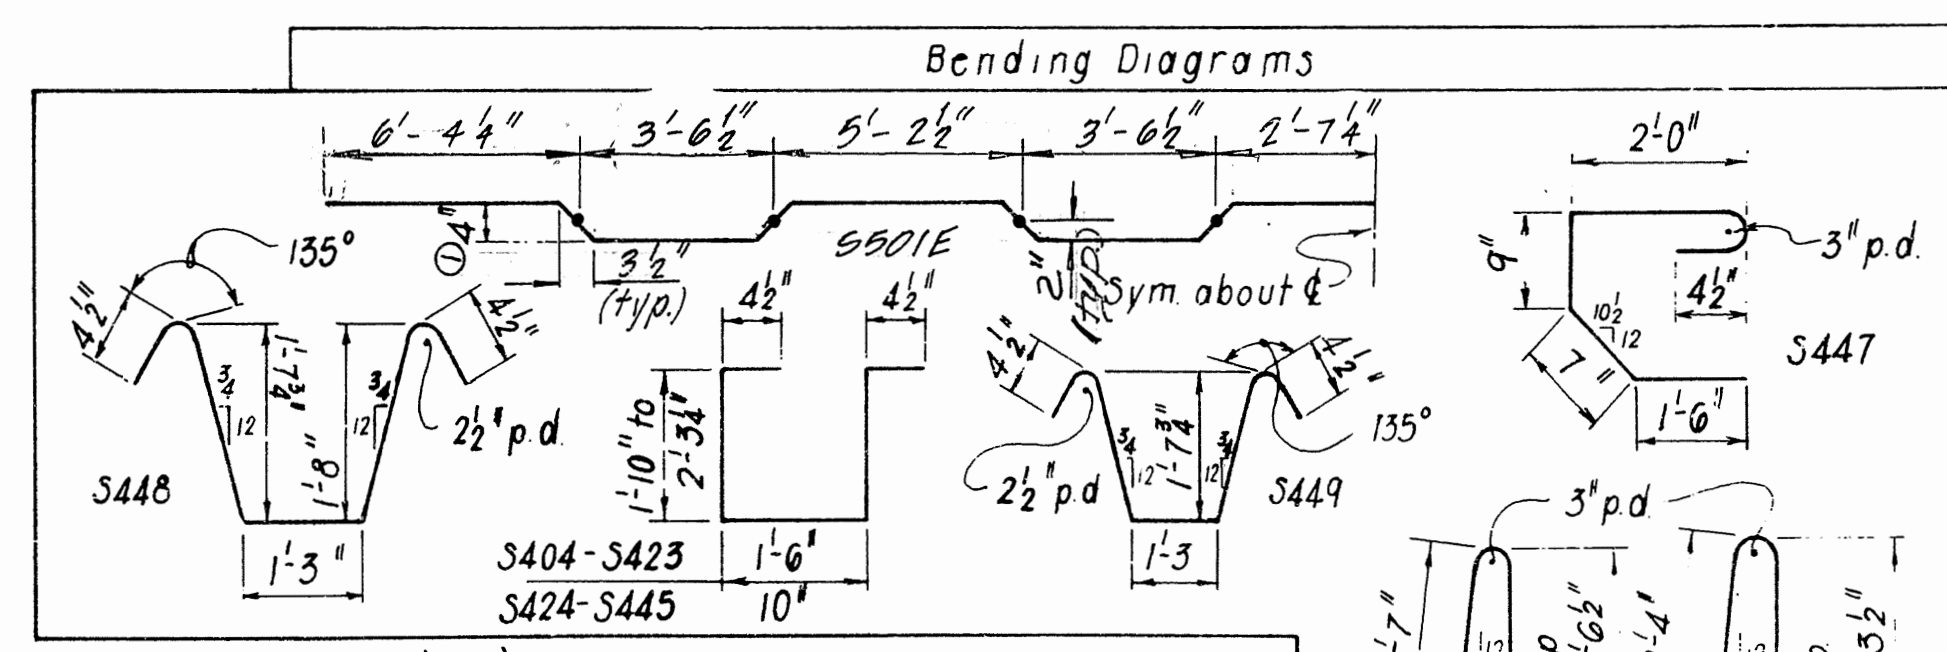 Bending Diagrams
6'-4¼" 3'-6½" 5'-2½" 3'-6½" 2'-7¼"
① 4"
3½"
(typ.)
S501E
2"
(typ.)
Sym. about ℄
135°
4½"
1'-7¾"
1'-8"
4½"
¾
12
¾
12
2½" p.d.
S448
1'-3"
4½" 4½"
1'-10" to
2'-3¼"
S404-S423 1'-6"
S424-S445 10"
4½"
4½"
135°
¾
12
1'-7¾"
¾
12
2½" p.d
S449
1'-3
2'-0"
9"
3" p.d.
4½"
10½
12
7"
S447
1'-6"
3" p.d.
12
12